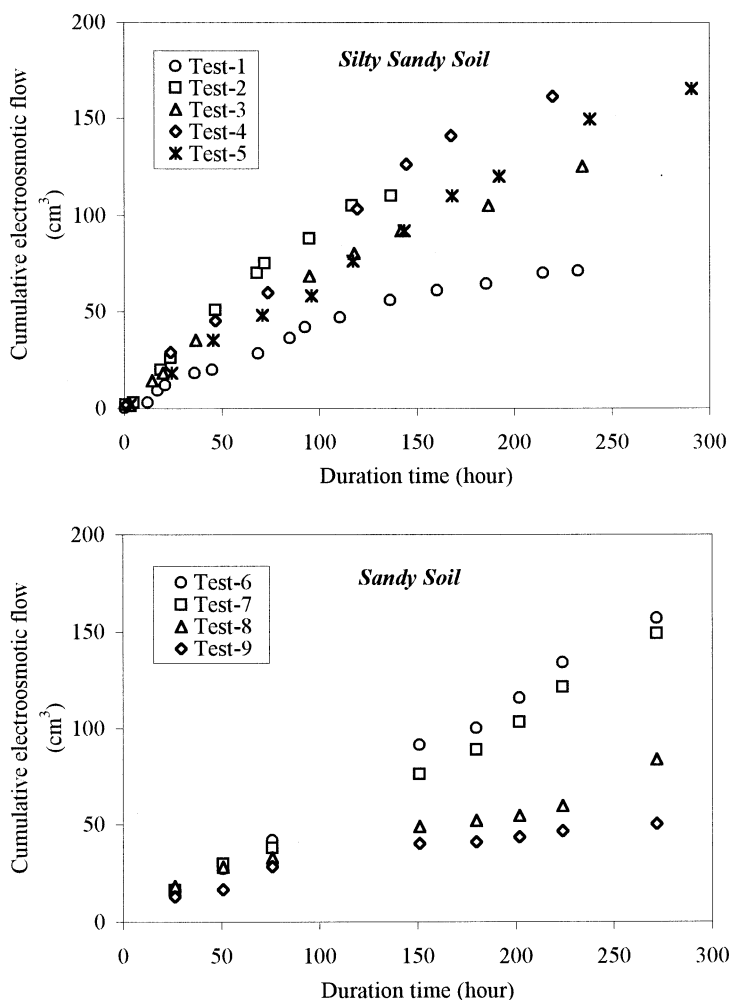 200
Silty Sandy Soil
Test-1
Test-2
Test-3
Test-4
Test-5
150
100
50
0
Cumulative electroosmotic flow
(cm³)
0 50 100 150 200 250 300
Duration time (hour)
200
Sandy Soil
Test-6
Test-7
Test-8
Test-9
150
100
50
0
Cumulative electroosmotic flow
(cm³)
0 50 100 150 200 250 300
Duration time (hour)